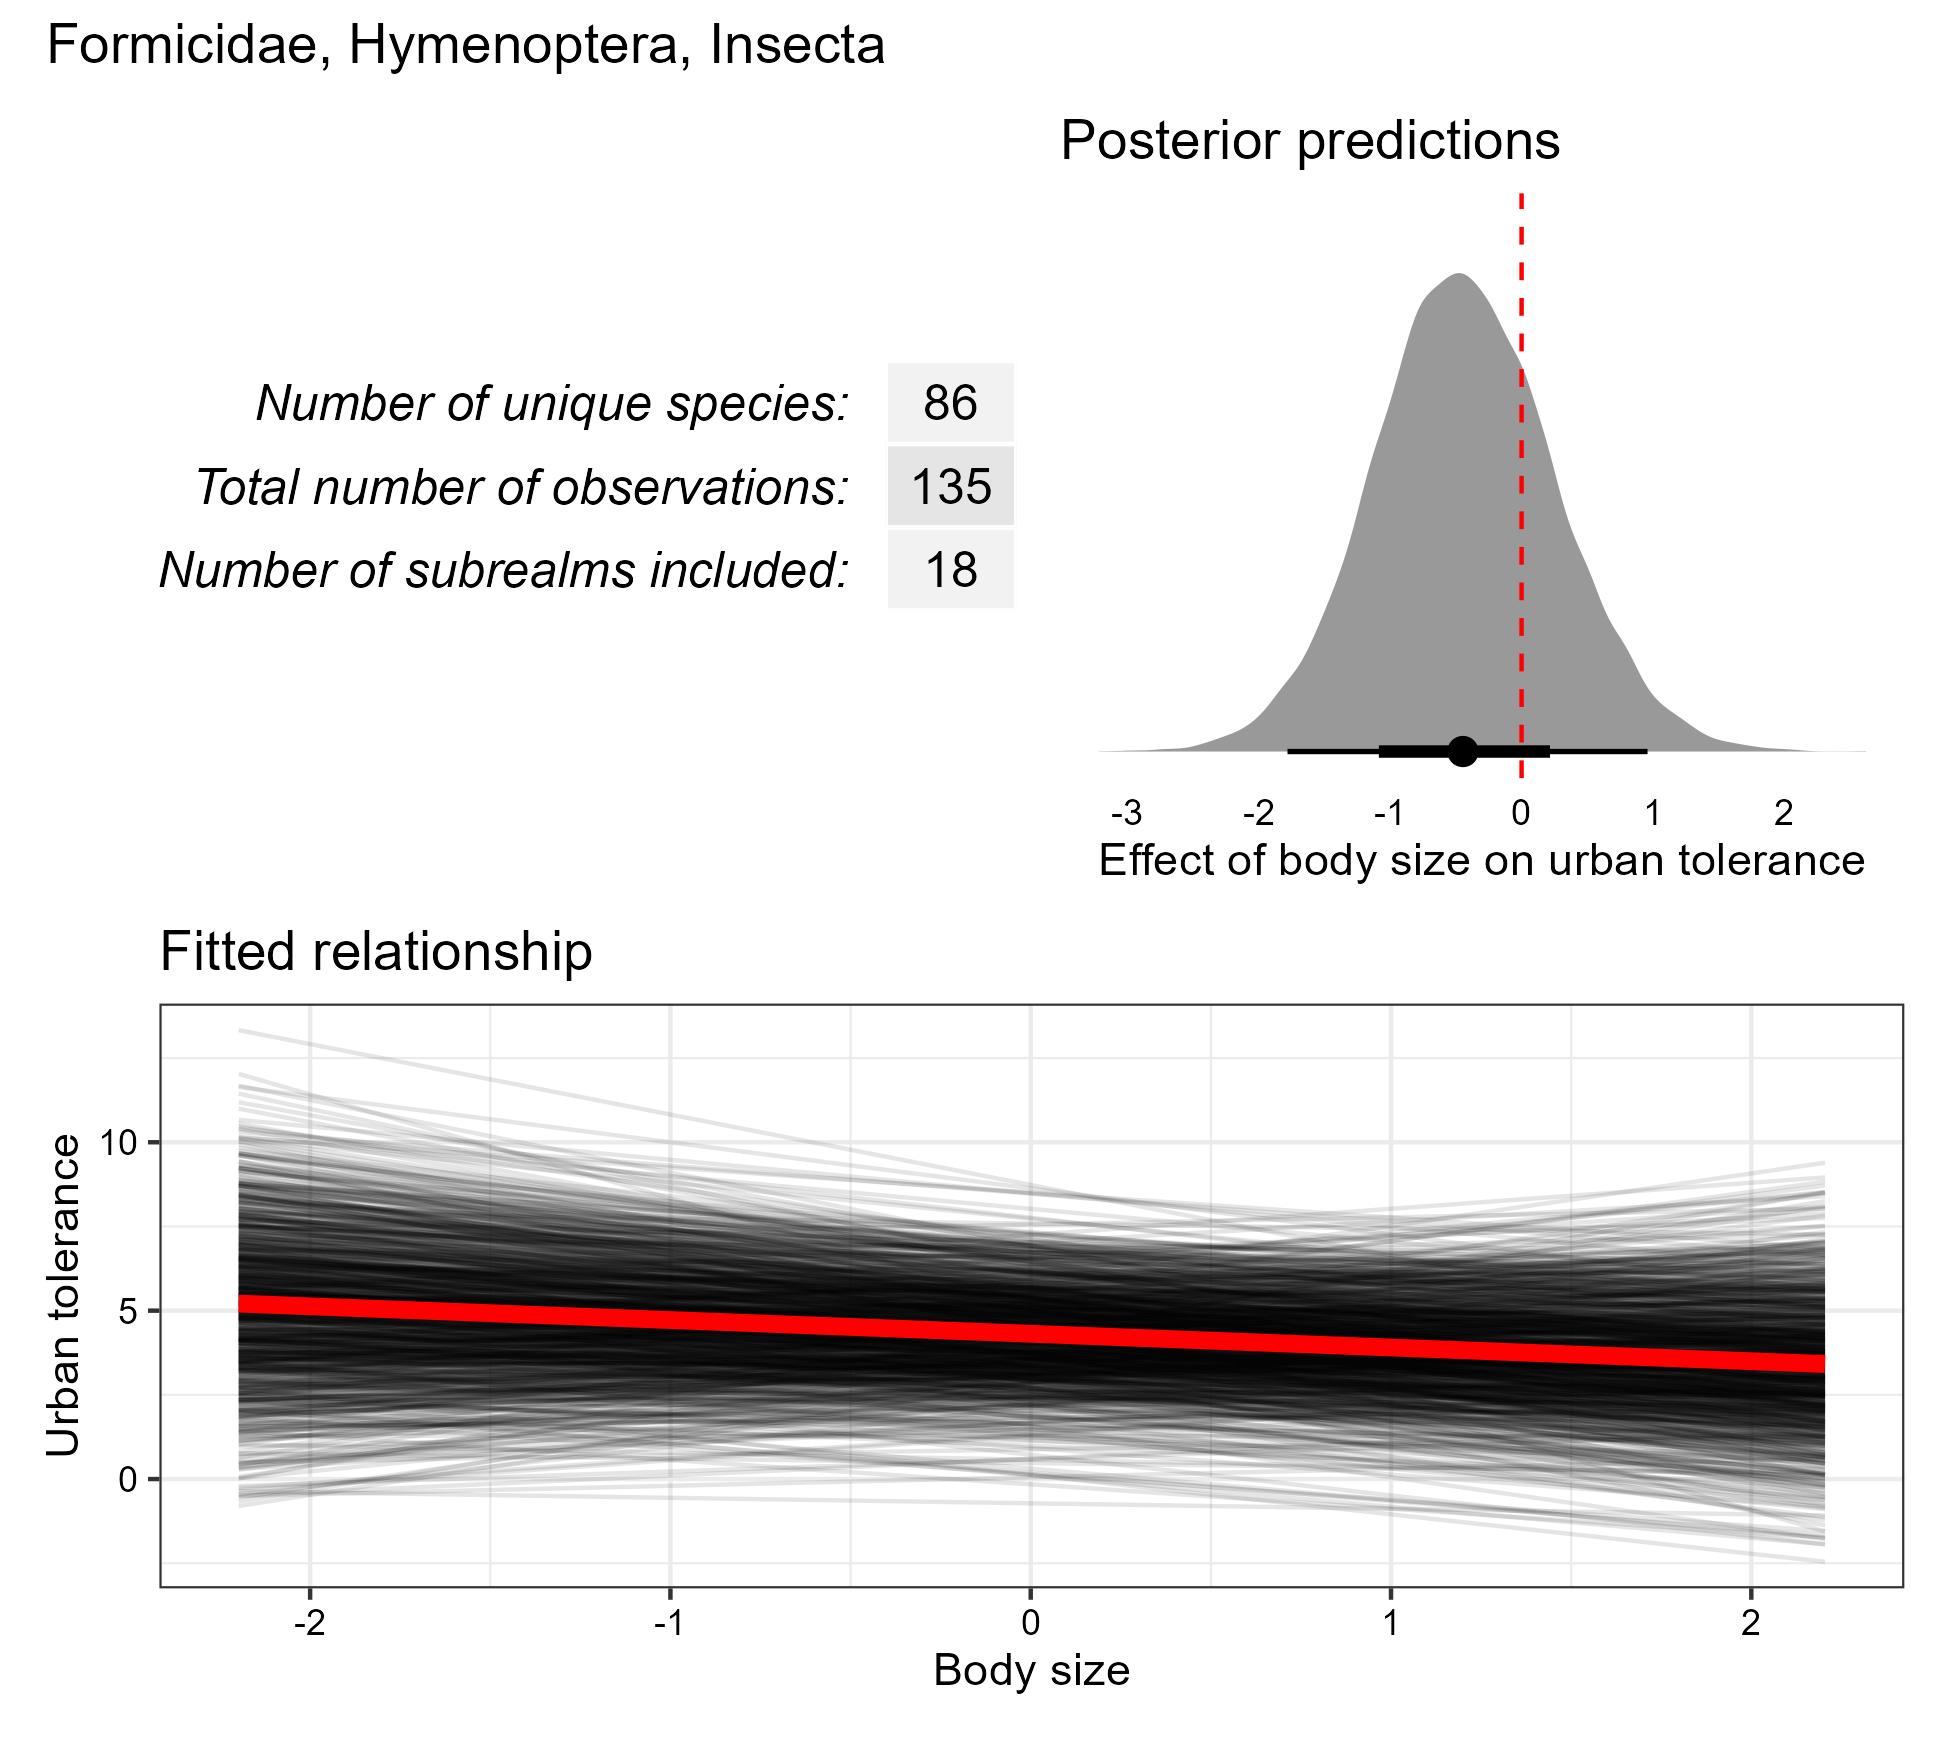 Formicidae, Hymenoptera, Insecta
Posterior predictions
Number of unique species: 86
Total number of observations: 135
Number of subrealms included: 18
-3 -2 -1 0 1 2
Effect of body size on urban tolerance
Fitted relationship
Urban tolerance
10
5
0
-2 -1 0 1 2
Body size